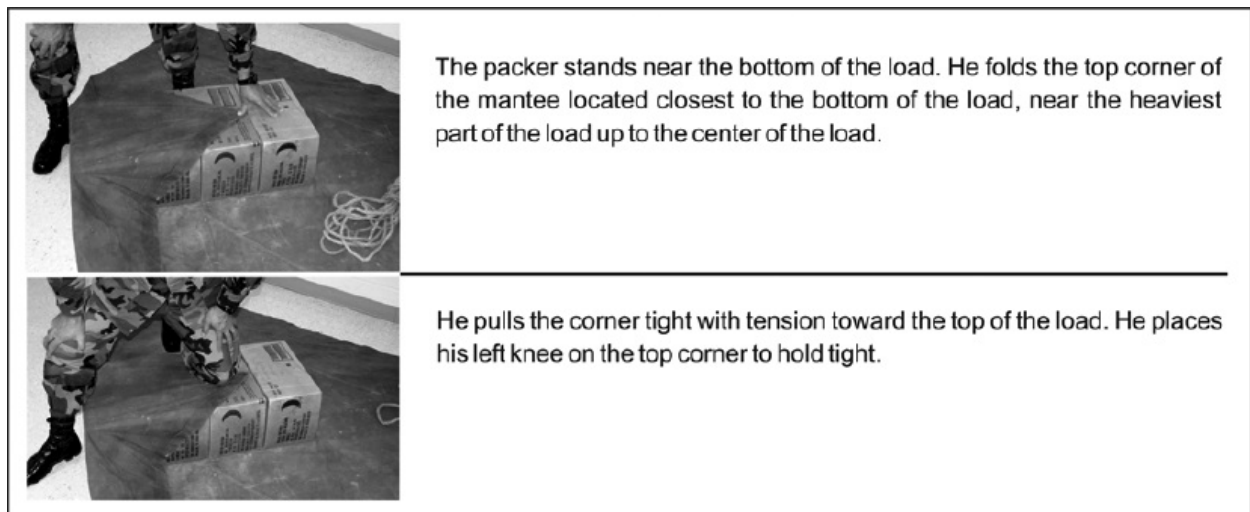 The packer stands near the bottom of the load. He folds the top corner of
the mantee located closest to the bottom of the load, near the heaviest
part of the load up to the center of the load.
He pulls the corner tight with tension toward the top of the load. He places
his left knee on the top corner to hold tight.